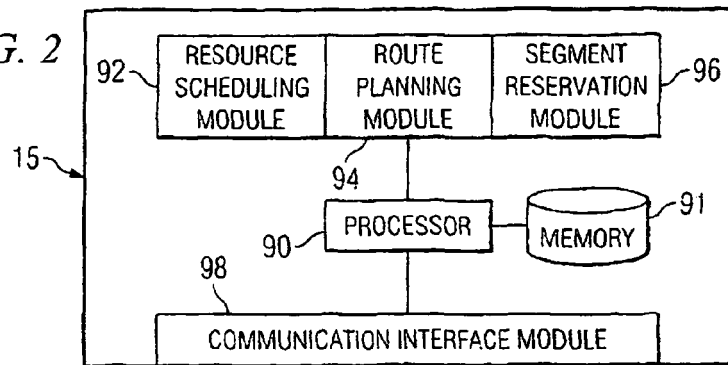 G. 2
92
RESOURCE
SCHEDULING
MODULE
ROUTE
PLANNING
MODULE
SEGMENT
RESERVATION
MODULE
96
15
94
90
PROCESSOR
MEMORY
91
98
COMMUNICATION INTERFACE MODULE